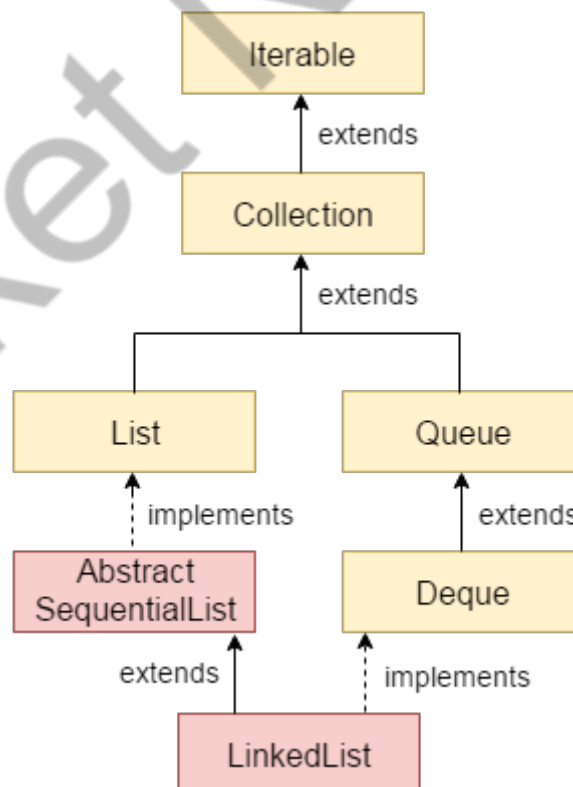 Iterable
extends
Collection
extends
List
Queue
implements
extends
Abstract
SequentialList
Deque
extends
implements
LinkedList